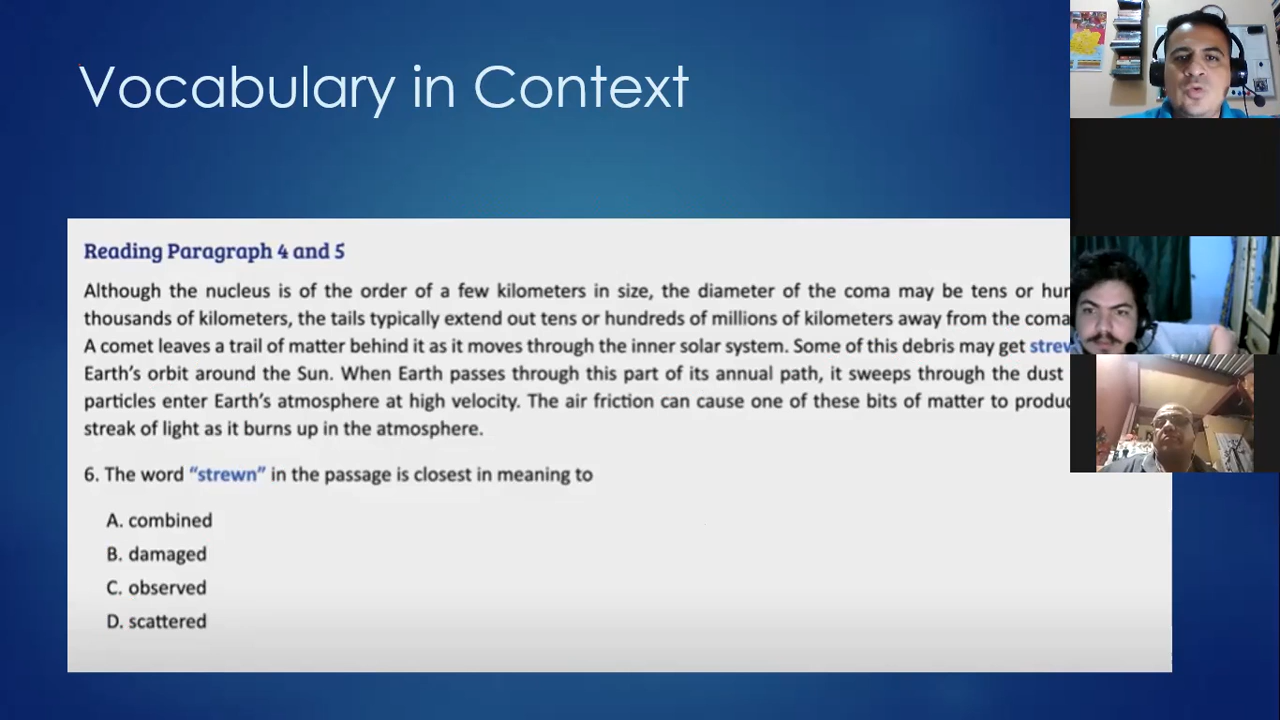 Vocabulary in Context
Reading Paragraph 4 and 5
Although the nucleus is of the order of a few kilometers in size, the diameter of the coma may be tens or
thousands of kilometers, the tails typically extend out tens or hundreds of millions of kilometers away from the coma
A comet leaves a trail of matter behind it as it moves through the inner solar system. Some of this debris may get
Earth's orbit around the Sun. When Earth passes through this part of its annual path, it sweeps through the dust
particles enter Earth's atmosphere at high velocity. The air friction can cause one of these bits of matter to
streak of light as it burns up in the atmosphere.
6. The word "strewn" in the passage is closest in meaning to
A. combined
B. damaged
C. observed
D. scattered